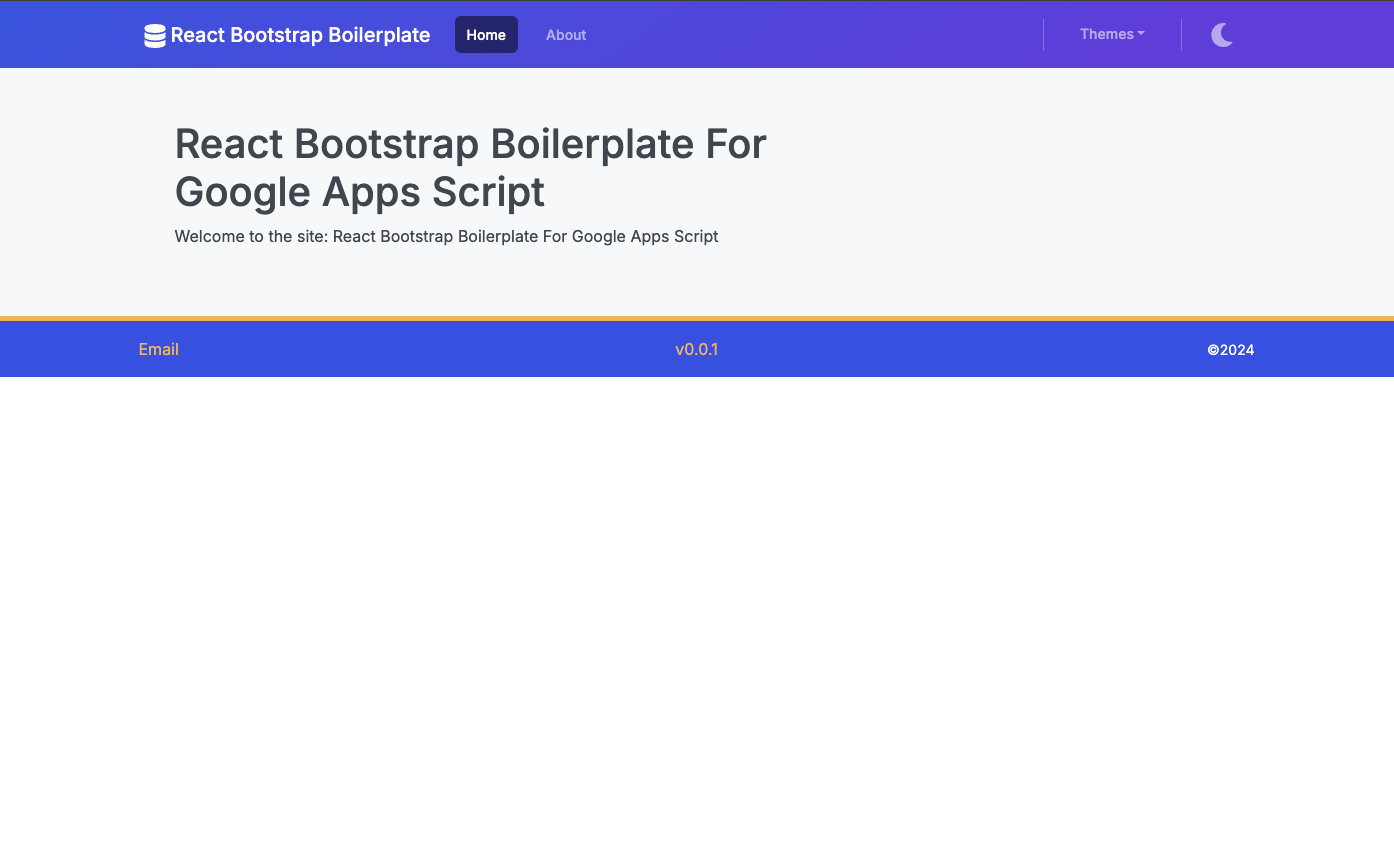 React Bootstrap Boilerplate Home About Themes
React Bootstrap Boilerplate For
Google Apps Script
Welcome to the site: React Bootstrap Boilerplate For Google Apps Script
Email v0.0.1 ©2024